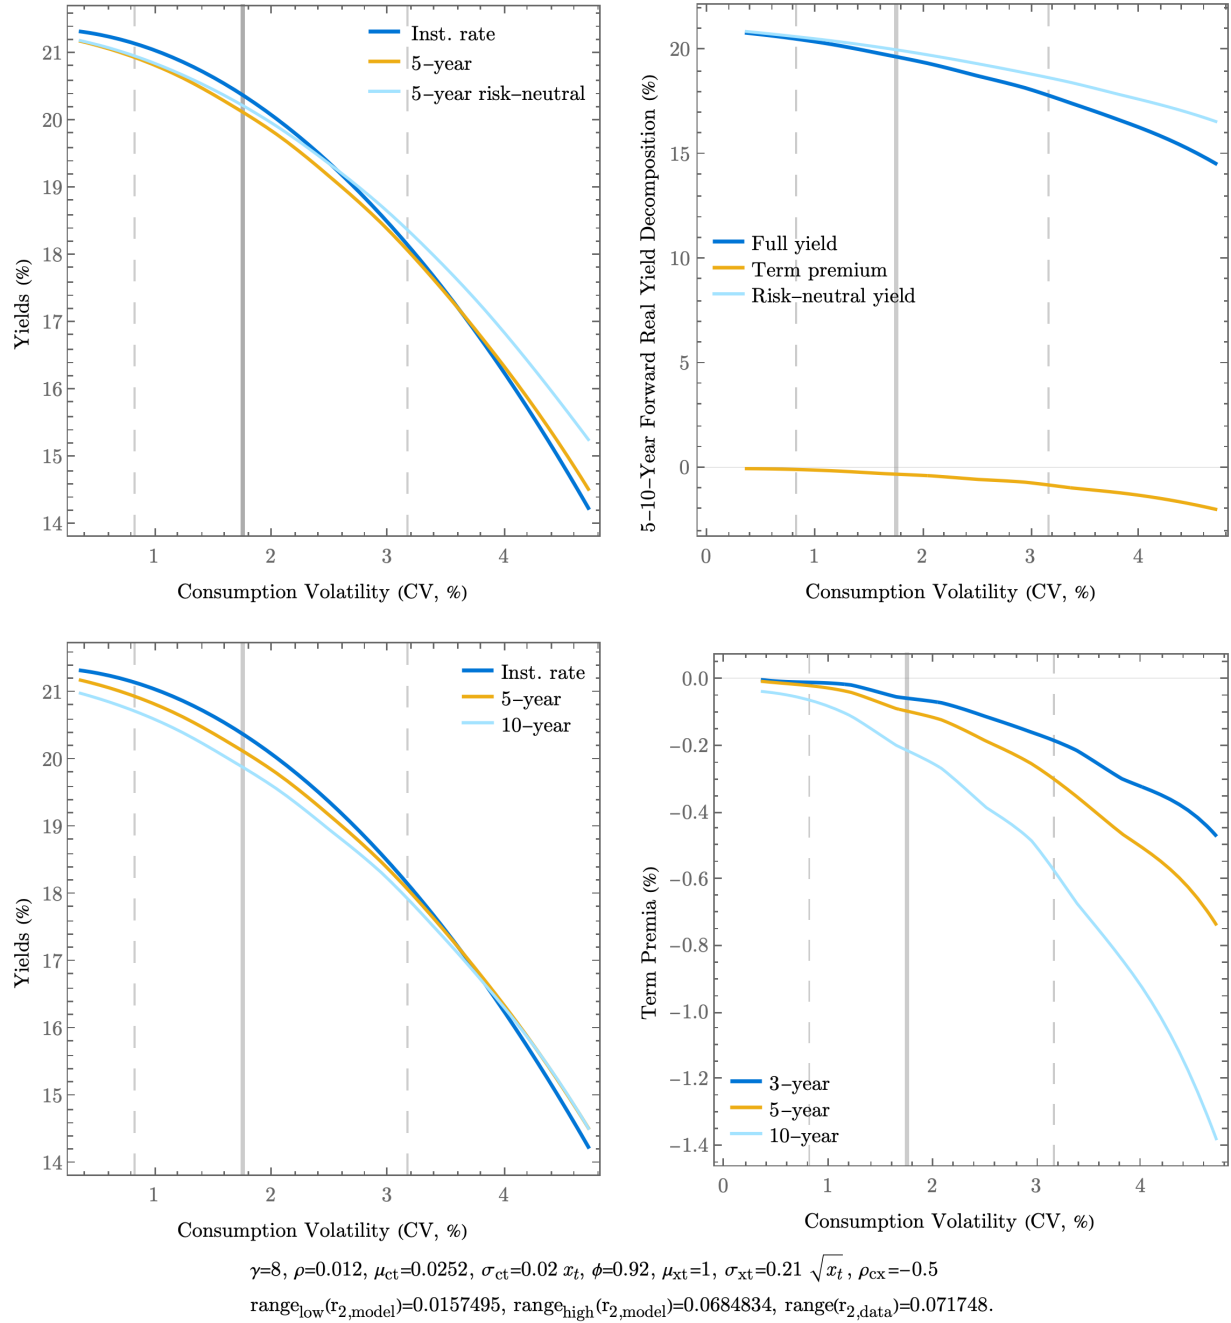 Inst. rate
5–year
5–year risk–neutral
21
20
19
18
17
16
15
14
Yields (%)
1
2
3
4
Consumption Volatility (CV, %)
20
15
10
5
0
5–10–Year Forward Real Yield Decomposition (%)
Full yield
Term premium
Risk–neutral yield
0
1
2
3
4
Consumption Volatility (CV, %)
Inst. rate
5–year
10–year
21
20
19
18
17
16
15
14
Yields (%)
1
2
3
4
Consumption Volatility (CV, %)
0.0
−0.2
−0.4
−0.6
−0.8
−1.0
−1.2
−1.4
Term Premia (%)
3–year
5–year
10–year
0
1
2
3
4
Consumption Volatility (CV, %)
γ=8, ρ=0.012, μct=0.0252, σct=0.02 xt, ϕ=0.92, μxt=1, σxt=0.21 √xt, ρcx=−0.5
rangelow(r2,model)=0.0157495, rangehigh(r2,model)=0.0684834, range(r2,data)=0.071748.